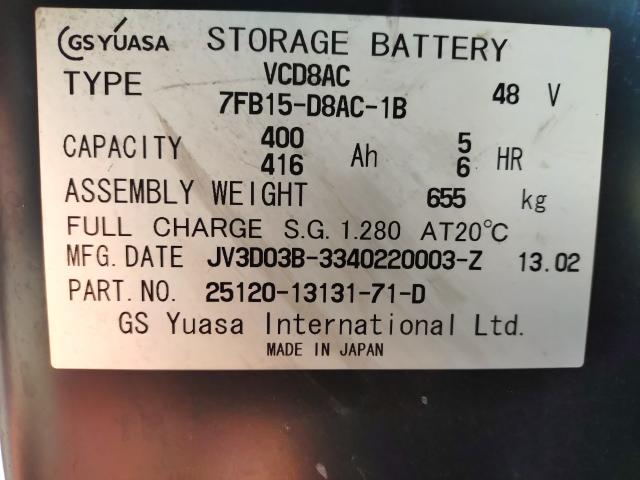 GS YUASA STORAGE BATTERY
TYPE VCD8AC 48 V
7FB15-D8AC-1B
CAPACITY 400 Ah 5 HR
416 6
ASSEMBLY WEIGHT 655 kg
FULL CHARGE S.G. 1.280 AT20℃
MFG. DATE JV3D03B-3340220003-Z 13.02
PART. NO. 25120-13131-71-D
GS Yuasa International Ltd.
MADE IN JAPAN